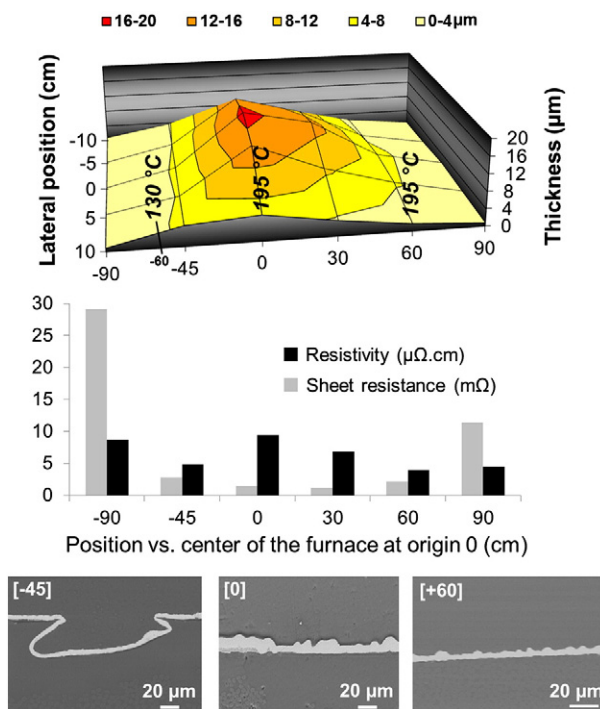 16-20 12-16 8-12 4-8 0-4µm
Lateral position (cm)
-10
-5
0
5
10
130 °C
195 °C
195 °C
20
16
12
8
4
0
Thickness (µm)
-90 -60 -45 0 30 60 90
30
25
20
15
10
5
0
Resistivity (µΩ.cm)
Sheet resistance (mΩ)
-90 -45 0 30 60 90
Position vs. center of the furnace at origin 0 (cm)
[-45] [0] [+60]
20 µm 20 µm 20 µm